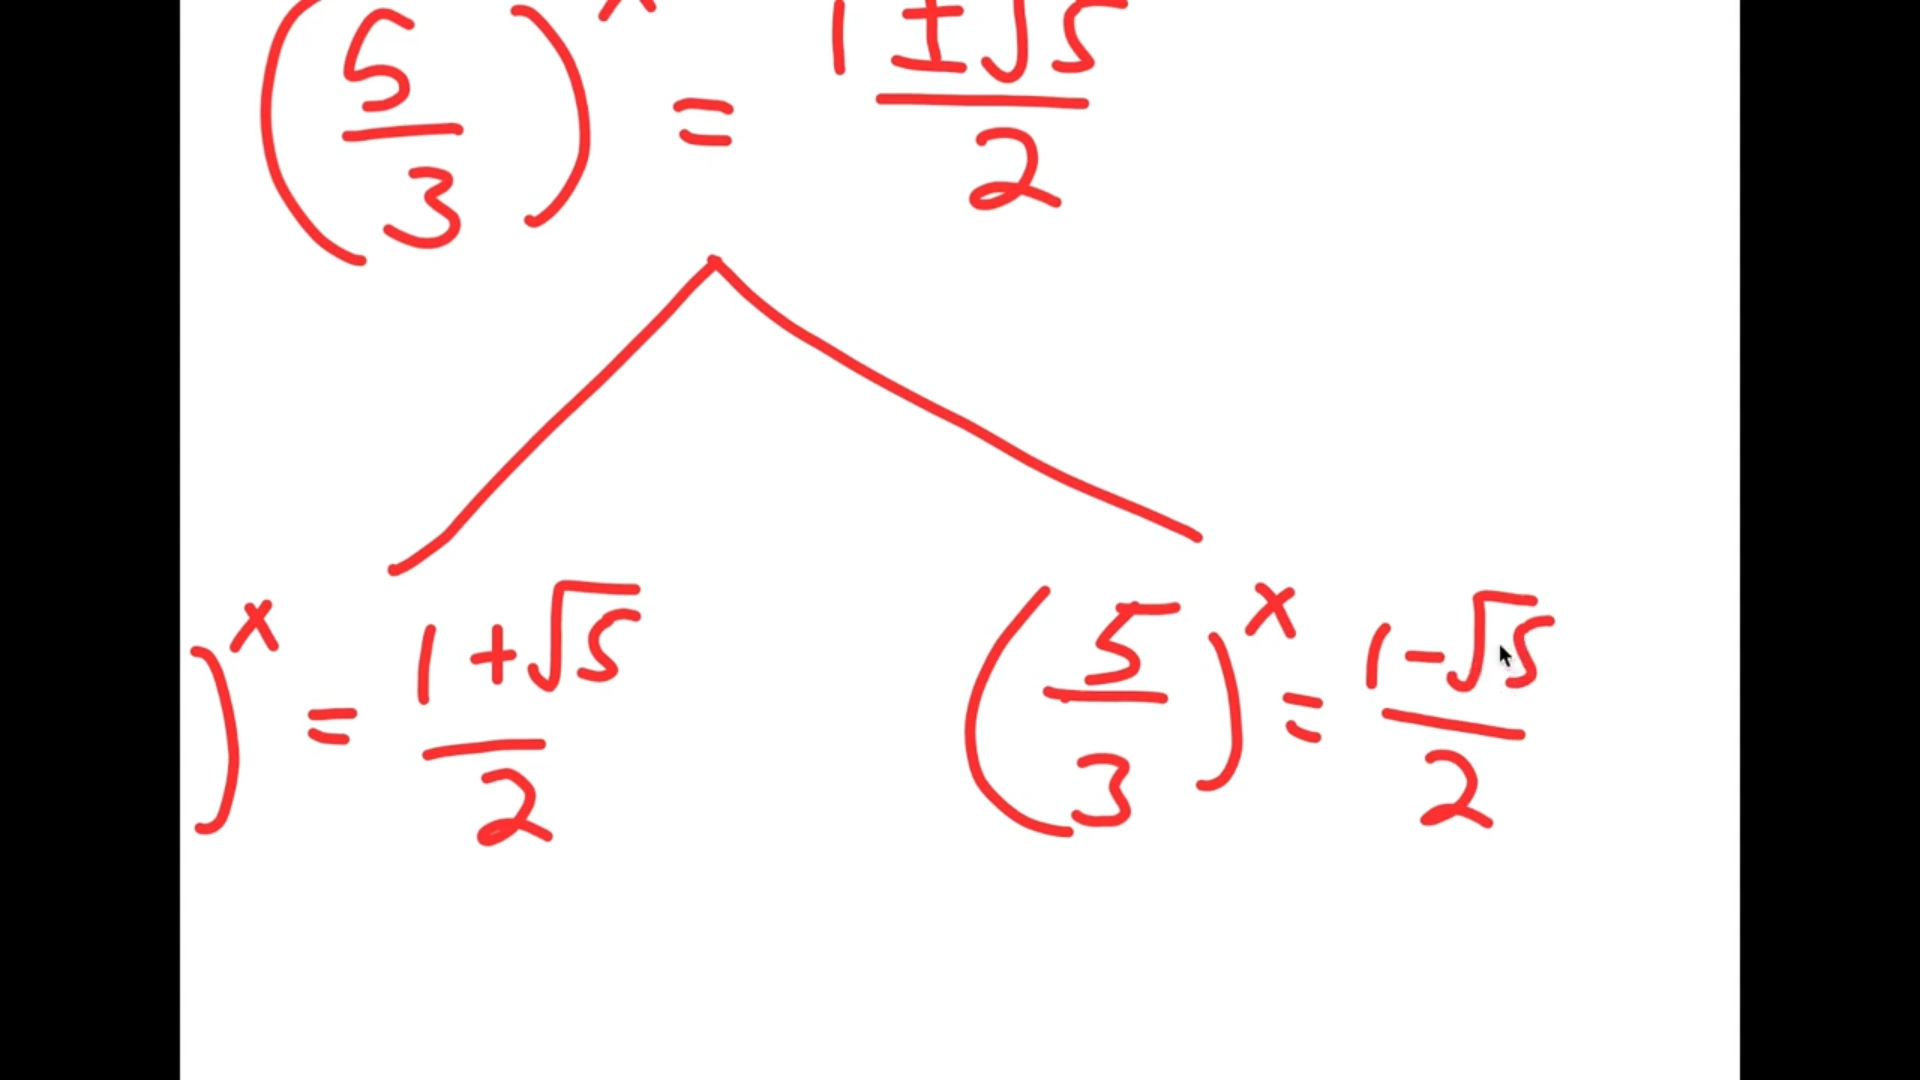 (5/3)^x = (1 ± √5)/2
)^x = (1 + √5)/2
(5/3)^x = (1 - √5)/2